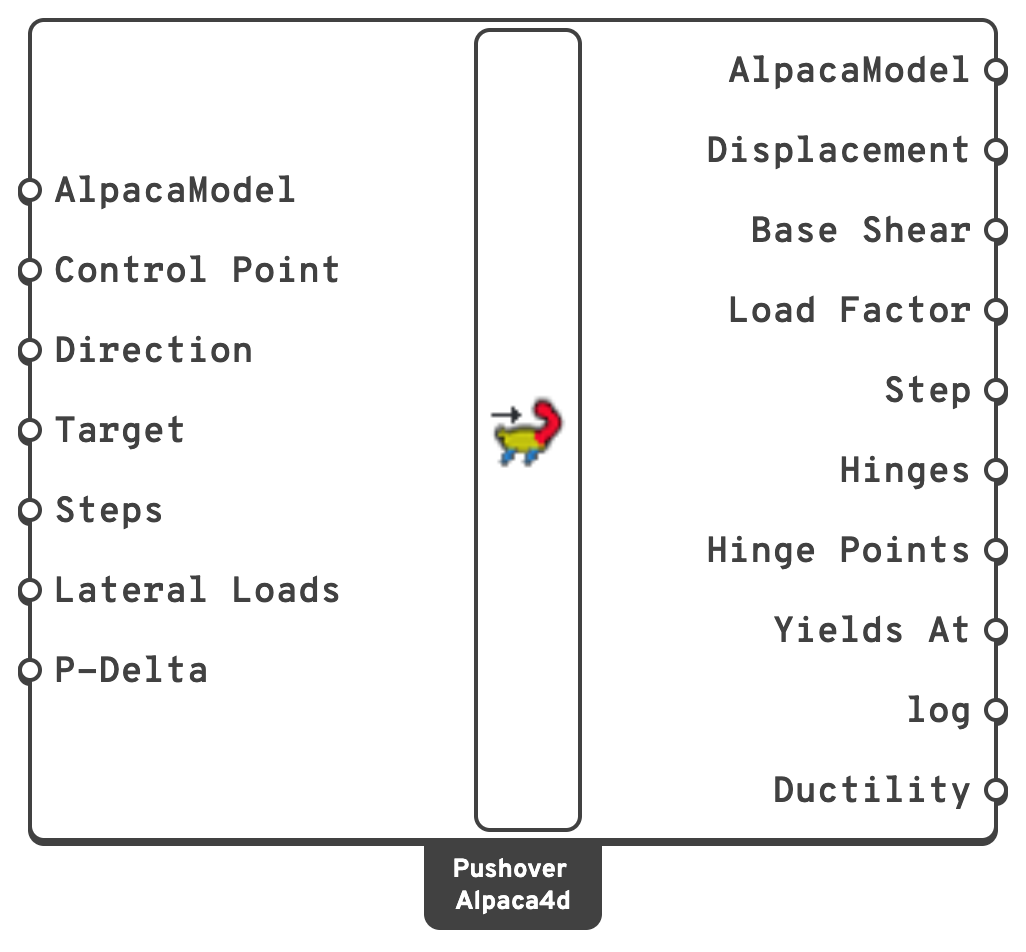 AlpacaModel
Control Point
Direction
Target
Steps
Lateral Loads
P-Delta
AlpacaModel
Displacement
Base Shear
Load Factor
Step
Hinges
Hinge Points
Yields At
log
Ductility
Pushover
Alpaca4d